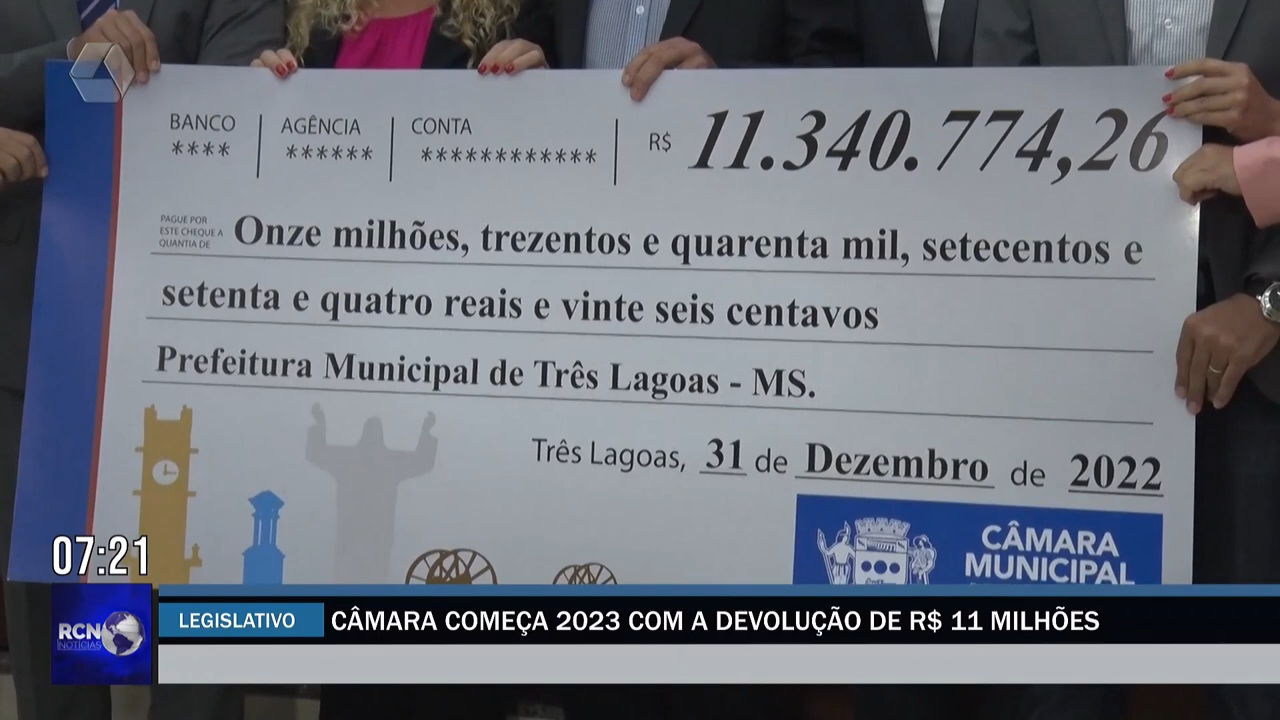 BANCO
****
AGÊNCIA
******
CONTA
************
R$ 11.340.774,26
PAGUE POR
ESTE CHEQUE A
QUANTIA DE
Onze milhões, trezentos e quarenta mil, setecentos e
setenta e quatro reais e vinte seis centavos
Prefeitura Municipal de Três Lagoas - MS.
Três Lagoas, 31 de Dezembro de 2022
CÂMARA
MUNICIPAL
07:21
RCN
NOTÍCIAS
LEGISLATIVO
CÂMARA COMEÇA 2023 COM A DEVOLUÇÃO DE R$ 11 MILHÕES